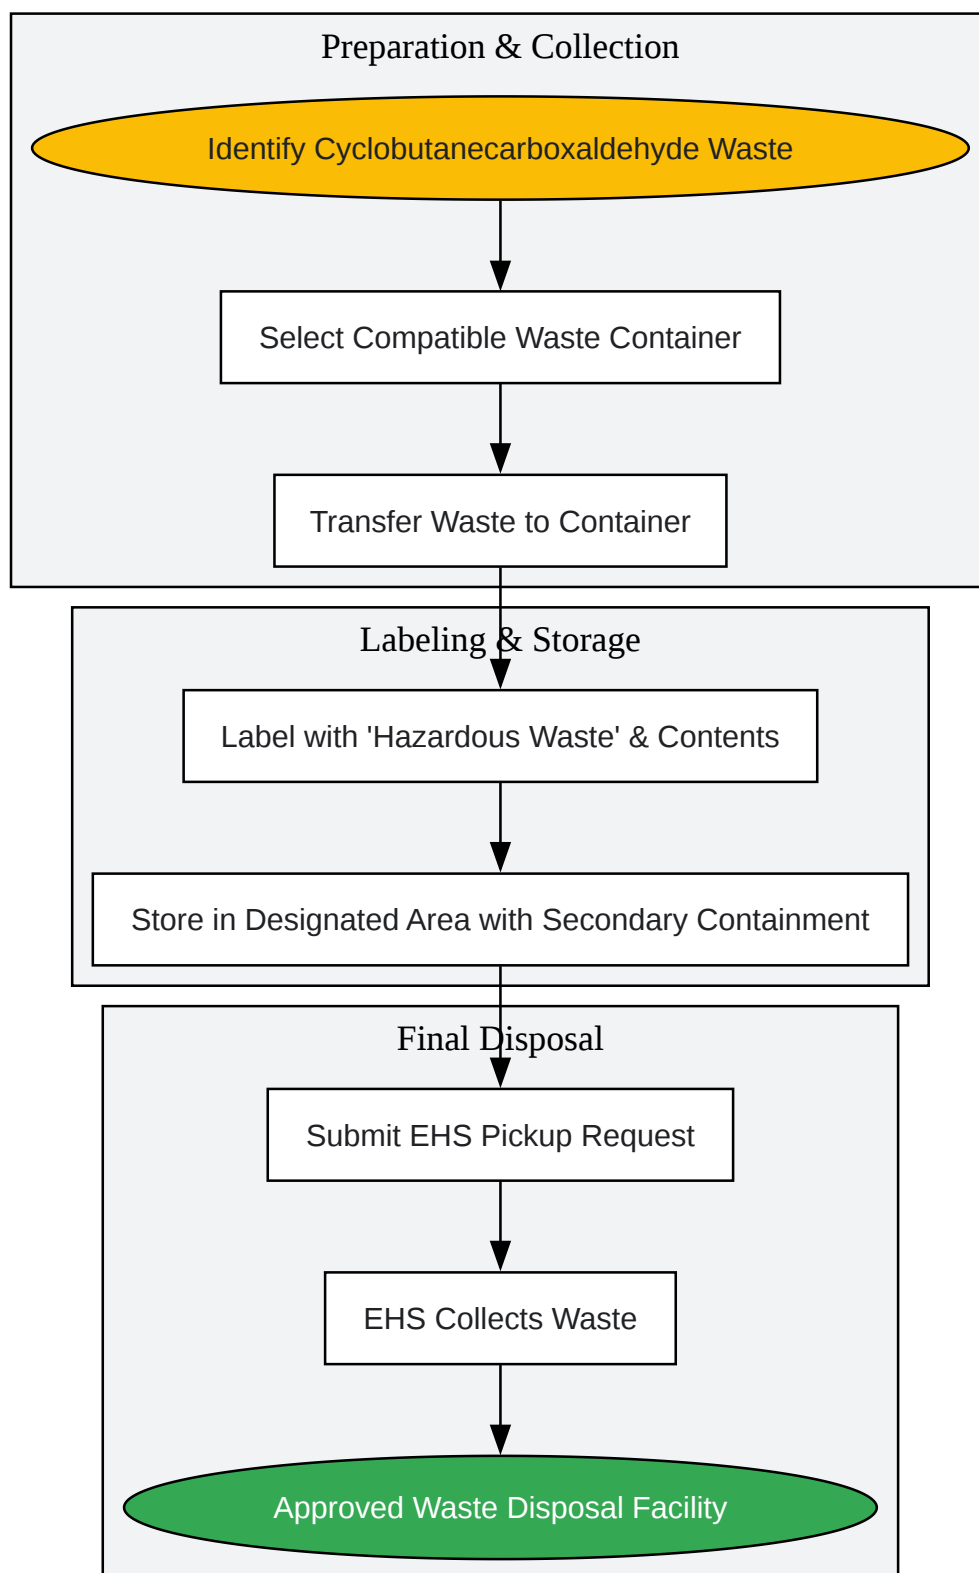 Preparation & Collection
Identify Cyclobutanecarboxaldehyde Waste
Select Compatible Waste Container
Transfer Waste to Container
Labeling & Storage
Label with 'Hazardous Waste' & Contents
Store in Designated Area with Secondary Containment
Final Disposal
Submit EHS Pickup Request
EHS Collects Waste
Approved Waste Disposal Facility